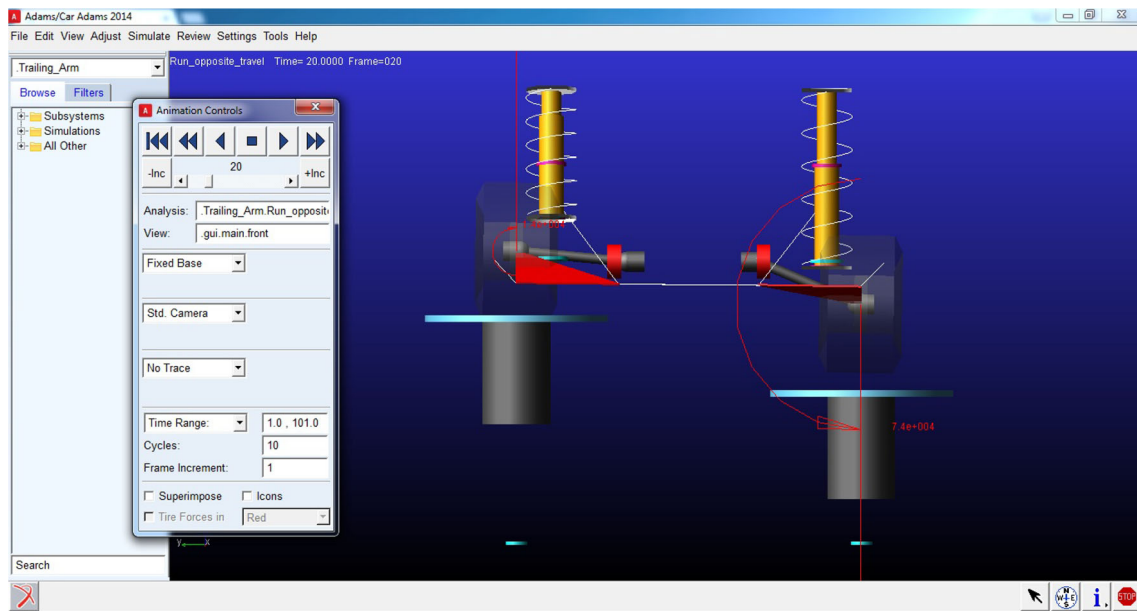 Adams/Car Adams 2014
File Edit View Adjust Simulate Review Settings Tools Help
.Trailing_Arm
Run_opposite_travel Time= 20.0000 Frame=020
Browse Filters
Subsystems
Simulations
All Other
Animation Controls
-Inc 20 +Inc
Analysis: .Trailing_Arm.Run_opposit
View: .gui.main.front
Fixed Base
Std. Camera
No Trace
Time Range: 1.0 , 101.0
Cycles: 10
Frame Increment: 1
Superimpose Icons
Tire Forces in Red
7.4e+004
y x
Search
N
W E
S
i
STOP